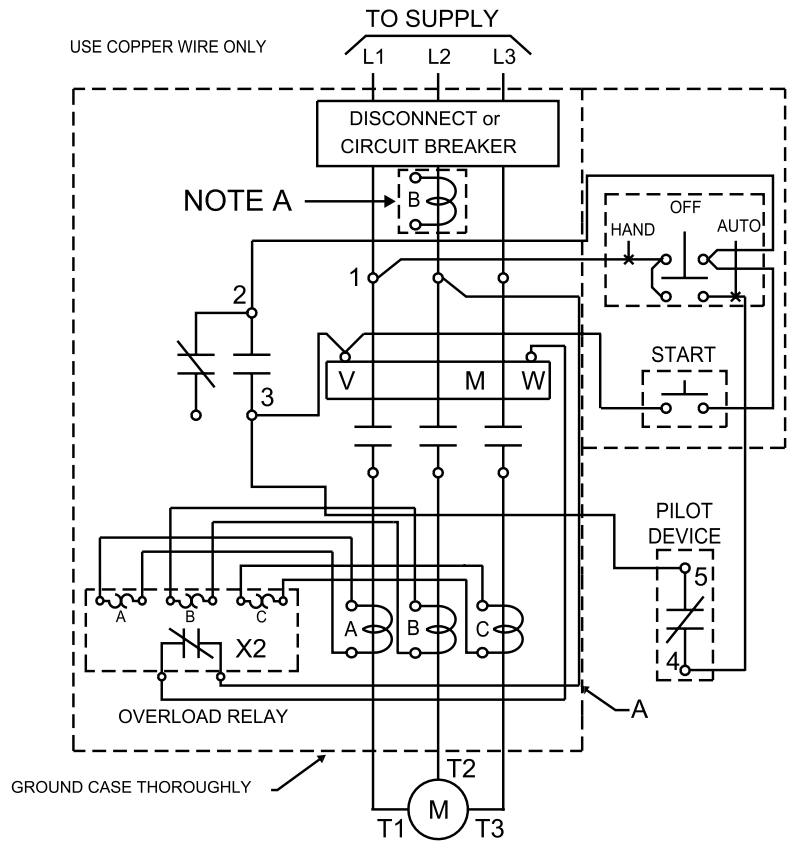 TO SUPPLY
USE COPPER WIRE ONLY
L1 L2 L3
DISCONNECT or
CIRCUIT BREAKER
NOTE A
B
OFF
HAND
AUTO
1
2
START
V M W
3
PILOT
DEVICE
5
A B C
A B C
X2
4
OVERLOAD RELAY
A
GROUND CASE THOROUGHLY
T2
M
T1 T3